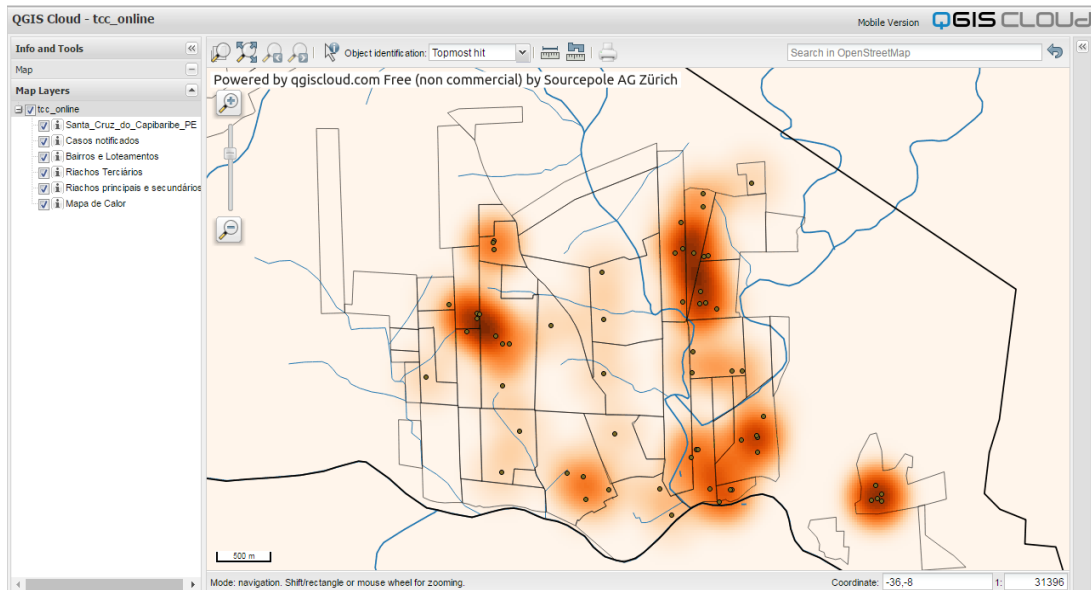 QGIS Cloud - tcc_online
Mobile Version QGIS CLOUd
Info and Tools
Object identification: Topmost hit
Search in OpenStreetMap
Map
Map Layers
Powered by qgiscloud.com Free (non commercial) by Sourcepole AG Zürich
tcc_online
Santa_Cruz_do_Capibaribe_PE
Casos notificados
Bairros e Loteamentos
Riachos Terciários
Riachos principais e secundários
Mapa de Calor
500 m
Mode: navigation. Shift/rectangle or mouse wheel for zooming.
Coordinate: -36,-8
1: 31396